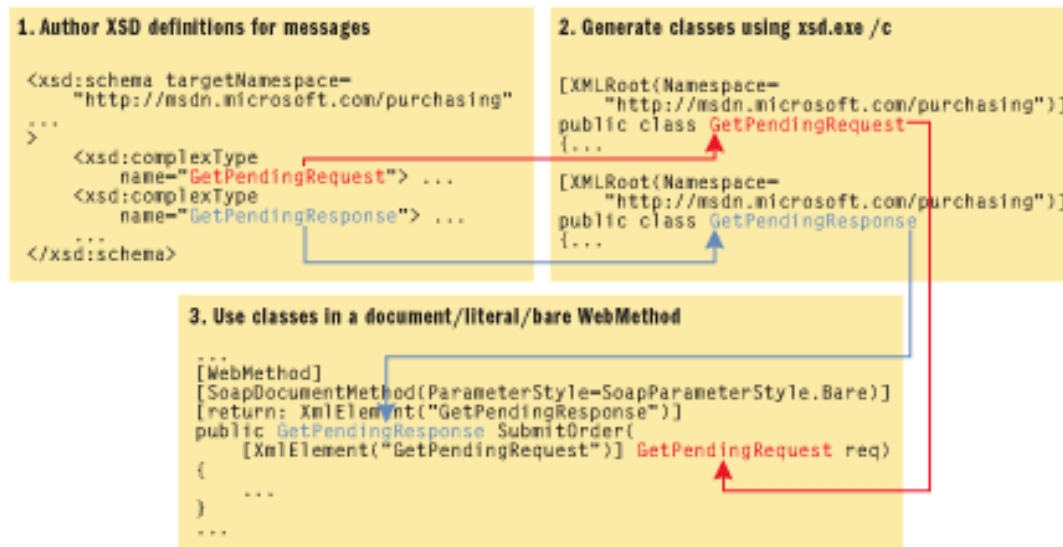 1. Author XSD definitions for messages
<xsd:schema targetNamespace=
"http://msdn.microsoft.com/purchasing"
...
>
<xsd:complexType
name="GetPendingRequest"> ...
<xsd:complexType
name="GetPendingResponse"> ...
...
</xsd:schema>
2. Generate classes using xsd.exe /c
[XMLRoot(Namespace=
"http://msdn.microsoft.com/purchasing")]
public class GetPendingRequest
{...
[XMLRoot(Namespace=
"http://msdn.microsoft.com/purchasing")]
public class GetPendingResponse
{...
3. Use classes in a document/literal/bare WebMethod
...
[WebMethod]
[SoapDocumentMethod(ParameterStyle=SoapParameterStyle.Bare)]
[return: XmlElement("GetPendingResponse")]
public GetPendingResponse SubmitOrder(
[XmlElement("GetPendingRequest")] GetPendingRequest req)
{
...
}
...